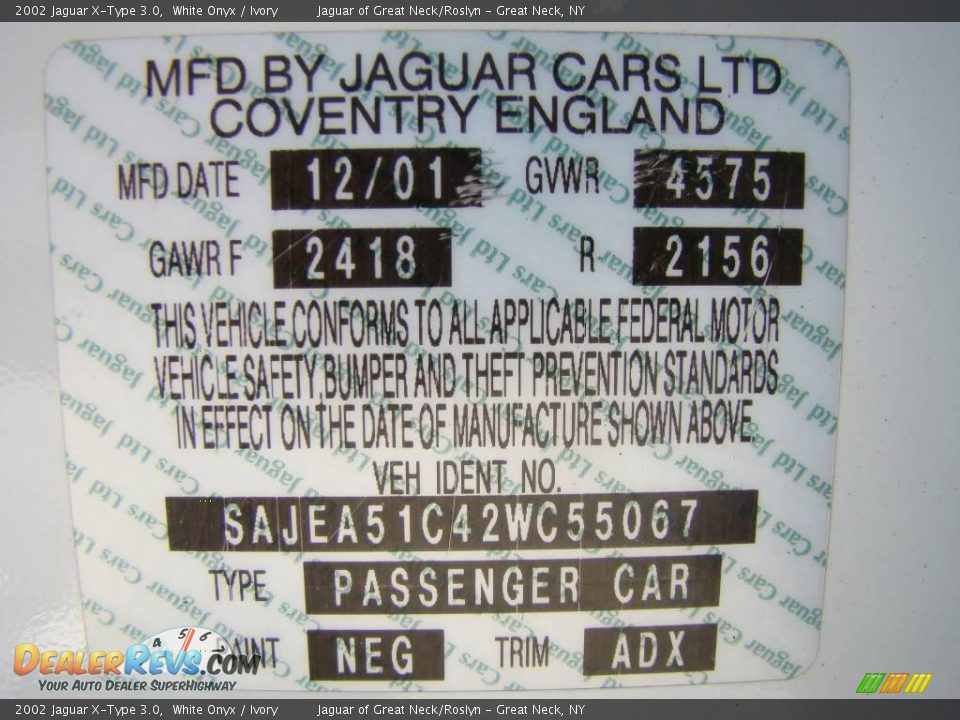 2002 Jaguar X-Type 3.0, White Onyx / Ivory Jaguar of Great Neck/Roslyn - Great Neck, NY
MFD BY JAGUAR CARS LTD
COVENTRY ENGLAND
MFD DATE 12/01 GVWR 4575
GAWR F 2418 R 2156
THIS VEHICLE CONFORMS TO ALL APPLICABLE FEDERAL MOTOR
VEHICLE SAFETY BUMPER AND THEFT PREVENTION STANDARDS
IN EFFECT ON THE DATE OF MANUFACTURE SHOWN ABOVE
VEH IDENT NO.
SAJEA51C42WC55067
TYPE PASSENGER CAR
PAINT NEG TRIM ADX
4 5 6
DEALERREVS.COM
YOUR AUTO DEALER SUPERHIGHWAY
2002 Jaguar X-Type 3.0, White Onyx / Ivory Jaguar of Great Neck/Roslyn - Great Neck, NY